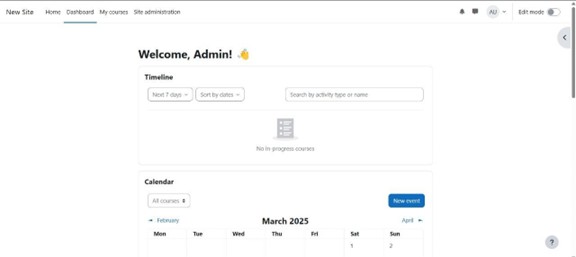 New Site Home Dashboard My courses Site administration AU Edit mode
Welcome, Admin! 👋
Timeline
Next 7 days Sort by dates Search by activity type or name
No in-progress courses
Calendar
All courses New event
February March 2025 April
Mon Tue Wed Thu Fri Sat Sun
1 2
?